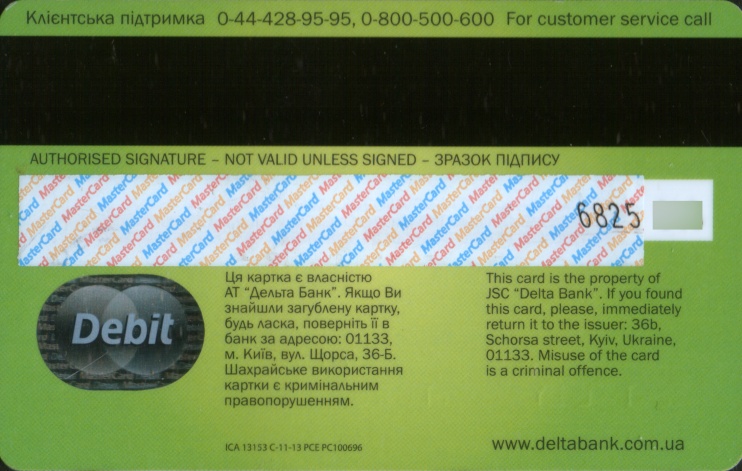 Клієнтська підтримка 0-44-428-95-95, 0-800-500-600 For customer service call
AUTHORISED SIGNATURE – NOT VALID UNLESS SIGNED – ЗРАЗОК ПІДПИСУ
MasterCard MasterCard MasterCard MasterCard MasterCard
6825
Debit
Ця картка є власністю
АТ “Дельта Банк”. Якщо Ви
знайшли загублену картку,
будь ласка, поверніть її в
банк за адресою: 01133,
м. Київ, вул. Щорса, 36-Б.
Шахрайське використання
картки є кримінальним
правопорушенням.
This card is the property of
JSC “Delta Bank”. If you found
this card, please, immediately
return it to the issuer: 36b,
Schorsa street, Kyiv, Ukraine,
01133. Misuse of the card
is a criminal offence.
ICA 13153 C-11-13 PCE PC100696
www.deltabank.com.ua